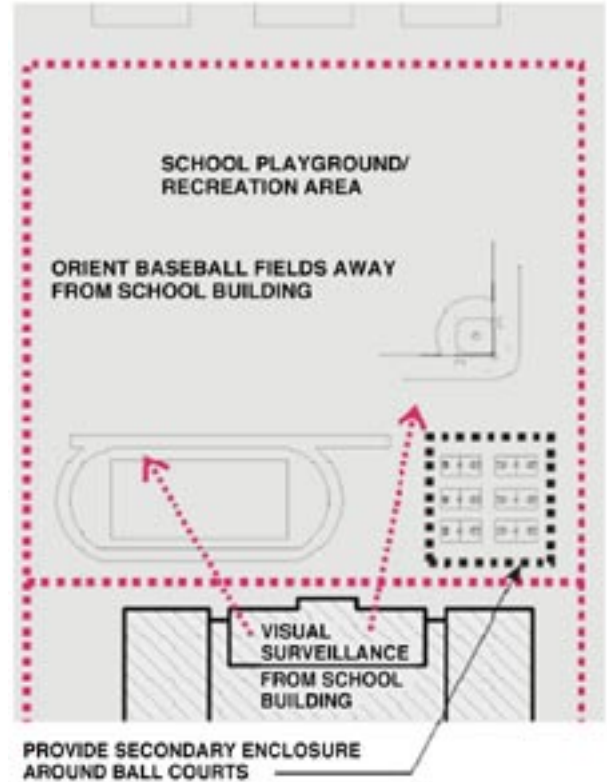 SCHOOL PLAYGROUND/
RECREATION AREA
ORIENT BASEBALL FIELDS AWAY
FROM SCHOOL BUILDING
VISUAL
SURVEILLANCE
FROM SCHOOL
BUILDING
PROVIDE SECONDARY ENCLOSURE
AROUND BALL COURTS